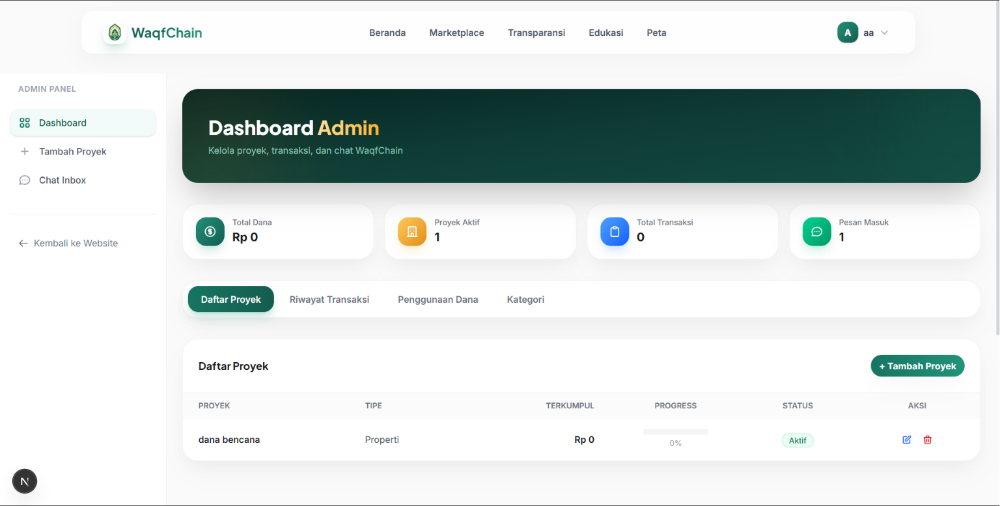 WaqfChain
Beranda
Marketplace
Transparansi
Edukasi
Peta
A
aa
ADMIN PANEL
Dashboard
Tambah Proyek
Chat Inbox
Kembali ke Website
Dashboard Admin
Kelola proyek, transaksi, dan chat WaqfChain
Total Dana
Rp 0
Proyek Aktif
1
Total Transaksi
0
Pesan Masuk
1
Daftar Proyek
Riwayat Transaksi
Penggunaan Dana
Kategori
Daftar Proyek
+ Tambah Proyek
PROYEK
TIPE
TERKUMPUL
PROGRESS
STATUS
AKSI
dana bencana
Properti
Rp 0
0%
Aktif
N